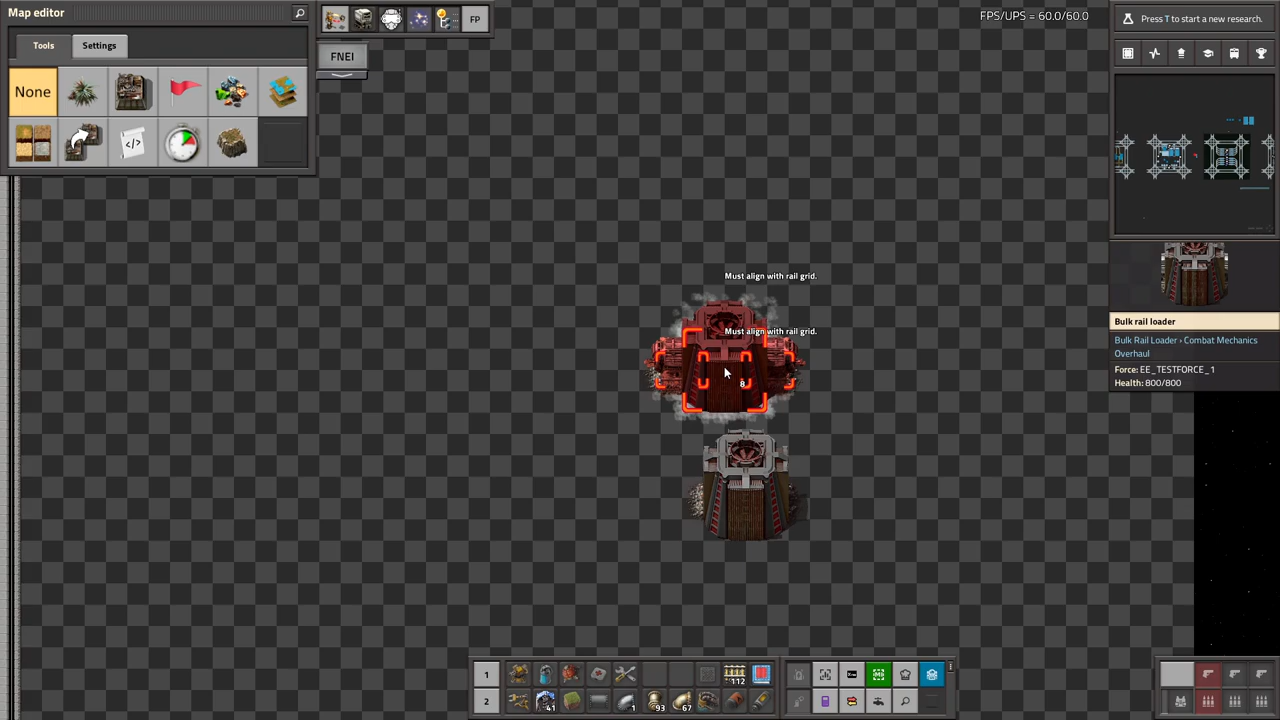 Map editor
Tools
Settings
None
FNEI
FP
FPS/UPS = 60.0/60.0
Press T to start a new research.
Must align with rail grid.
Must align with rail grid.
8
Bulk rail loader
Bulk Rail Loader › Combat Mechanics
Overhaul
Force: EE_TESTFORCE_1
Health: 800/800
1
112
2
41
1
93
67